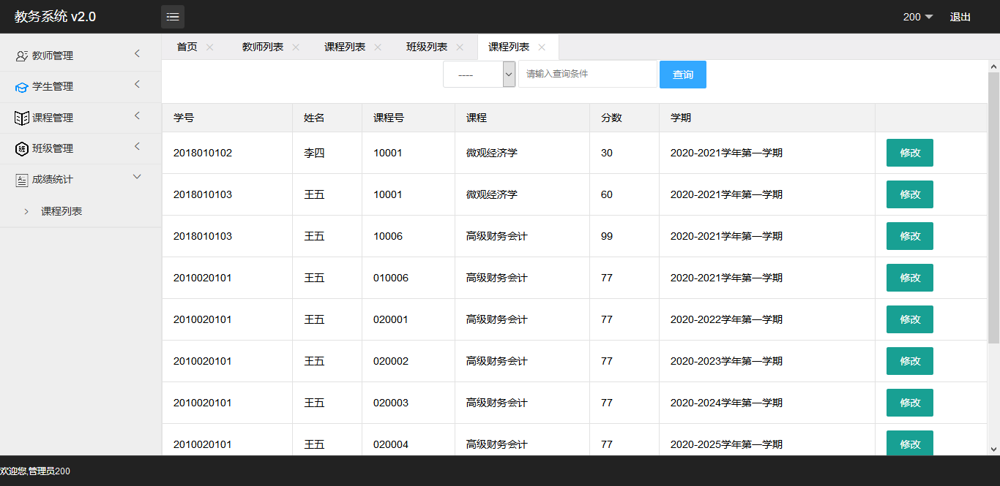 教务系统 v2.0
200 退出
教师管理
学生管理
课程管理
班级管理
成绩统计
课程列表
首页 教师列表 课程列表 班级列表 课程列表
---- 请输入查询条件 查询
学号 姓名 课程号 课程 分数 学期
2018010102 李四 10001 微观经济学 30 2020-2021学年第一学期 修改
2018010103 王五 10001 微观经济学 60 2020-2021学年第一学期 修改
2018010103 王五 10006 高级财务会计 99 2020-2021学年第一学期 修改
2010020101 王五 010006 高级财务会计 77 2020-2021学年第一学期 修改
2010020101 王五 020001 高级财务会计 77 2020-2022学年第一学期 修改
2010020101 王五 020002 高级财务会计 77 2020-2023学年第一学期 修改
2010020101 王五 020003 高级财务会计 77 2020-2024学年第一学期 修改
2010020101 王五 020004 高级财务会计 77 2020-2025学年第一学期 修改
欢迎您,管理员200